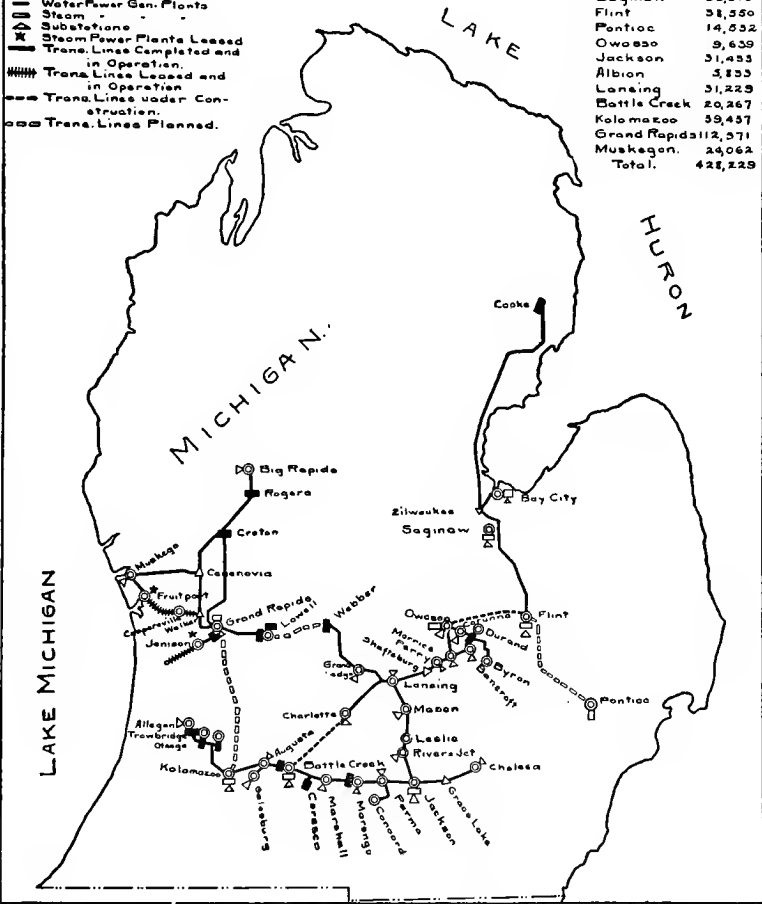 Water Power Gen. Plants
Steam " "
Substations
Steam Power Plants Leased
Trans. Lines Completed and
in Operation.
Trans. Lines Leased and
in Operation
Trans. Lines under Con-
struction.
Trans. Lines Planned.
Flint 38,550
Pontiac 14,532
Owosso 9,639
Jackson 31,433
Albion 5,833
Lansing 31,229
Battle Creek 20,267
Kalamazoo 39,437
Grand Rapids 112,571
Muskegon. 24,062
Total. 428,229
LAKE
HURON
MICHIGAN.
LAKE MICHIGAN
Cooke
Big Rapids
Rogers
Croton
Bay City
Zilwaukee
Saginaw
Muskego
Casenovia
Fruitport
Coopersville
Walker
Grand Rapids
Lowell
Webber
Jenison
Owosso
Corunna
Flint
Durand
Morrice
Perry
Shaftsburg
Byron
Bancroft
Pontiac
Grand
Ledge
Lansing
Charlotte
Mason
Leslie
Rivers Jct
Allegan
Trowbridge
Otsego
Kalamazoo
Augusta
Battle Creek
Chelsea
Galesburg
Ceresco
Marshall
Marengo
Concord
Parma
Jackson
Grass Lake